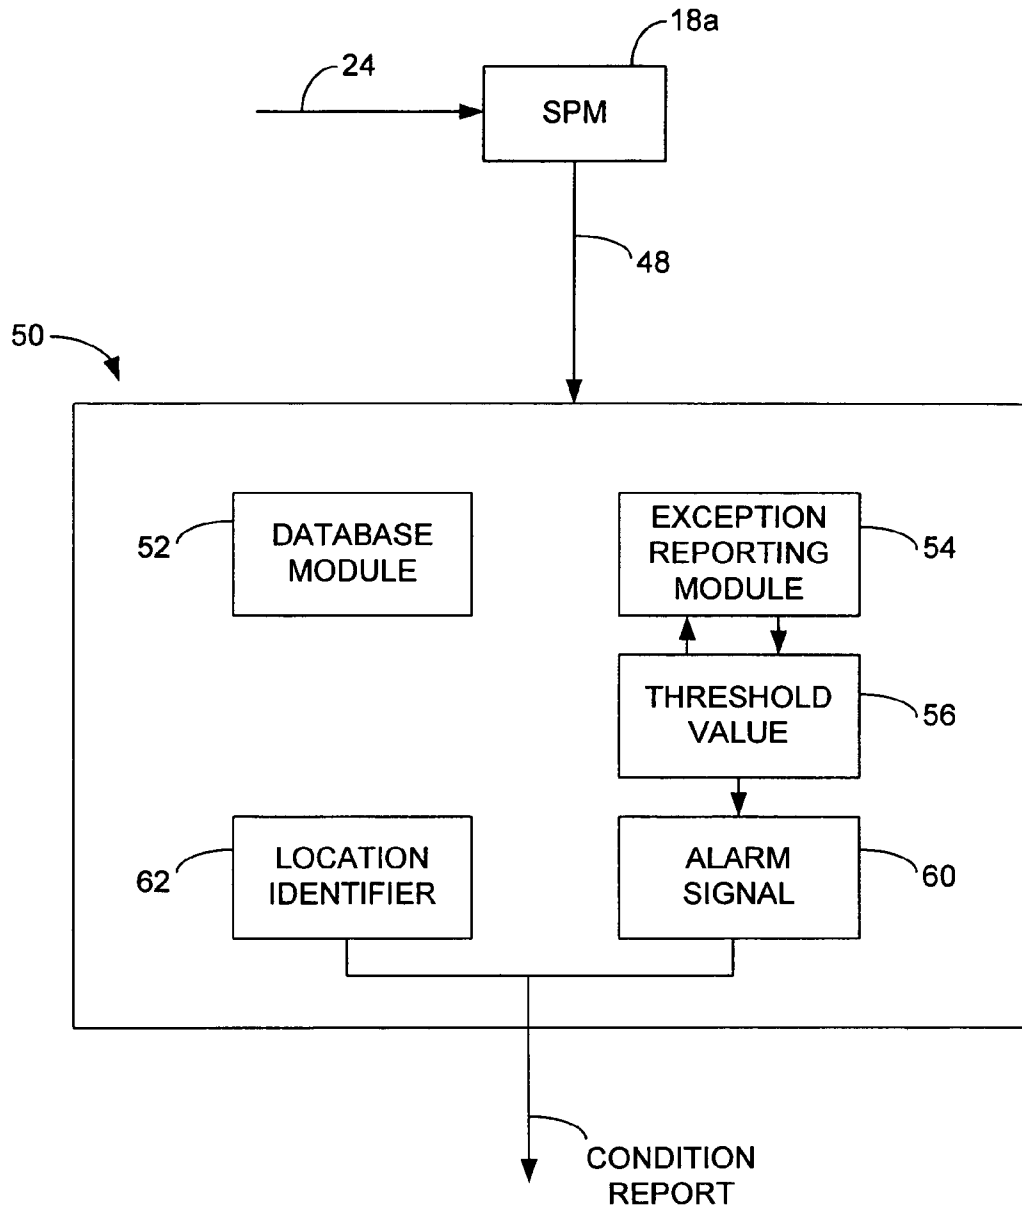 18a
24
SPM
48
50
DATABASE
MODULE
52
EXCEPTION
REPORTING
MODULE
54
THRESHOLD
VALUE
56
LOCATION
IDENTIFIER
62
ALARM
SIGNAL
60
CONDITION
REPORT